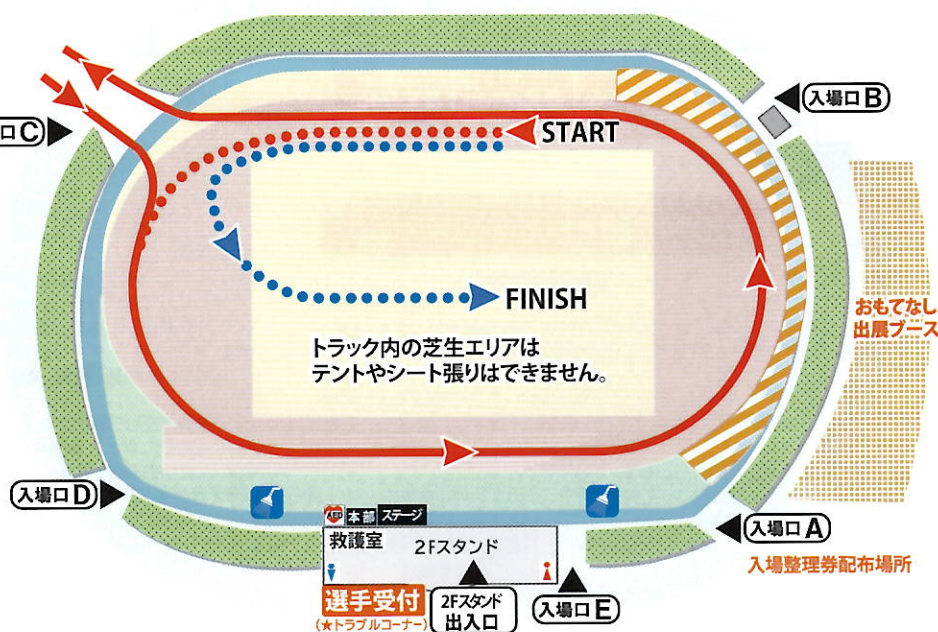 入場口B
口C
START
FINISH
おもてなし
出展ブース
トラック内の芝生エリアは
テントやシート張りはできません。
入場口D
AED 本部 ステージ
救護室 2Fスタンド
入場口A
入場整理券配布場所
選手受付
(★トラブルコーナー)
2Fスタンド
出入口
入場口E